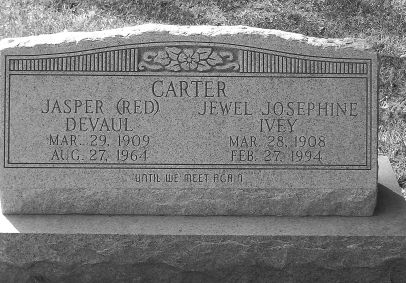 CARTER
JASPER (RED) JEWEL JOSEPHINE
DEVAUL IVEY
MAR. 29, 1909 MAR. 28, 1908
AUG. 27, 1964 FEB. 27, 1994
UNTIL WE MEET AGAIN